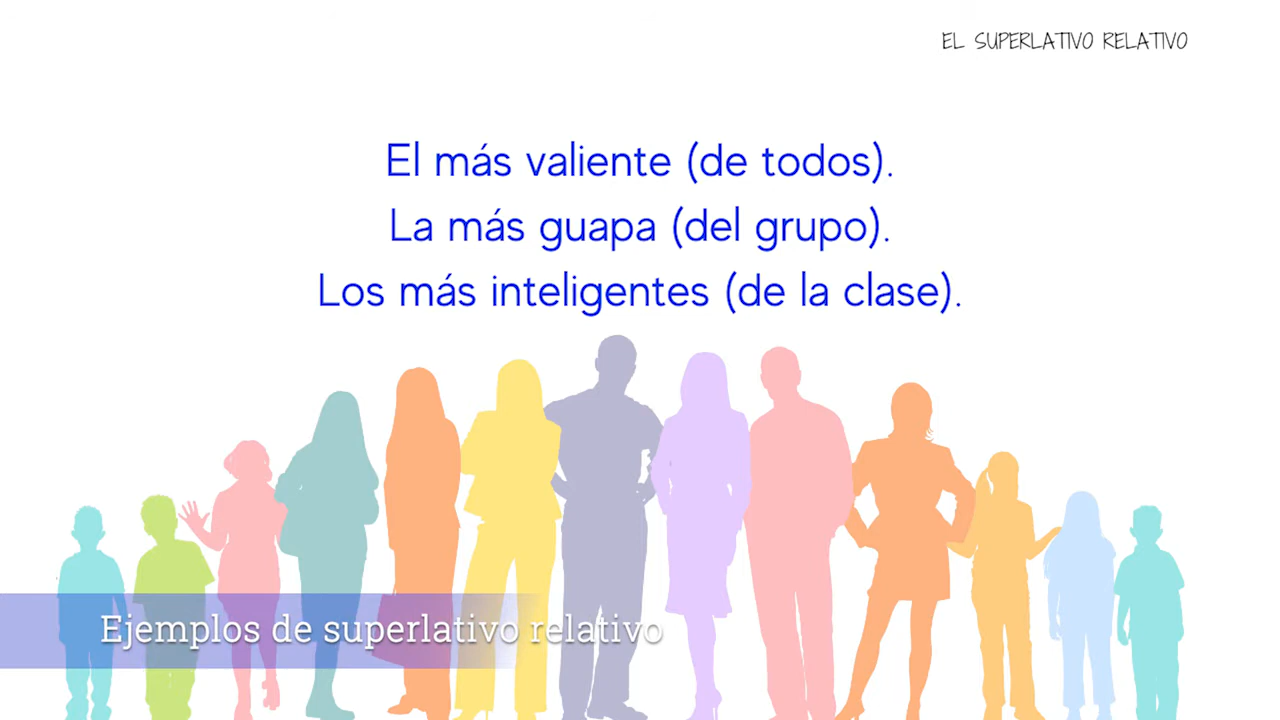 EL SUPERLATIVO RELATIVO
El más valiente (de todos).
La más guapa (del grupo).
Los más inteligentes (de la clase).
Ejemplos de superlativo relativo